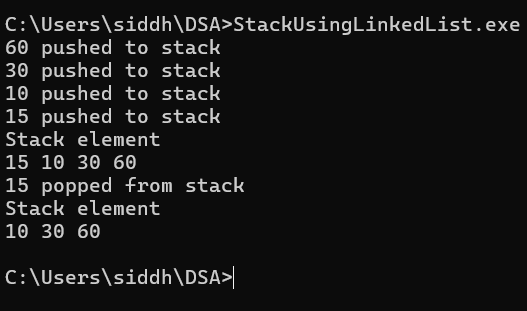 C:\Users\siddh\DSA>StackUsingLinkedList.exe
60 pushed to stack
30 pushed to stack
10 pushed to stack
15 pushed to stack
Stack element
15 10 30 60
15 popped from stack
Stack element
10 30 60
C:\Users\siddh\DSA>